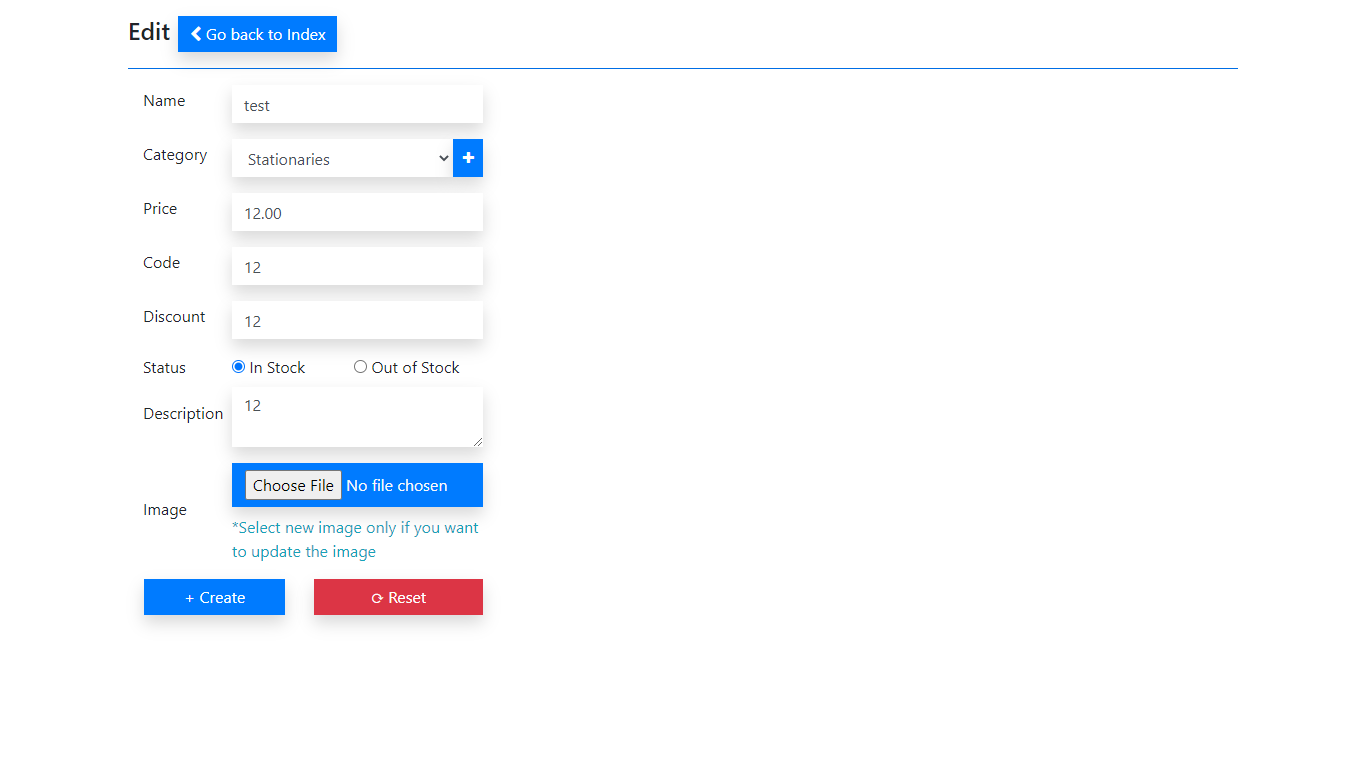 Edit Go back to Index
Name test
Category Stationaries +
Price 12.00
Code 12
Discount 12
Status In Stock Out of Stock
Description 12
Choose File No file chosen
Image
*Select new image only if you want
to update the image
+ Create ⟳ Reset